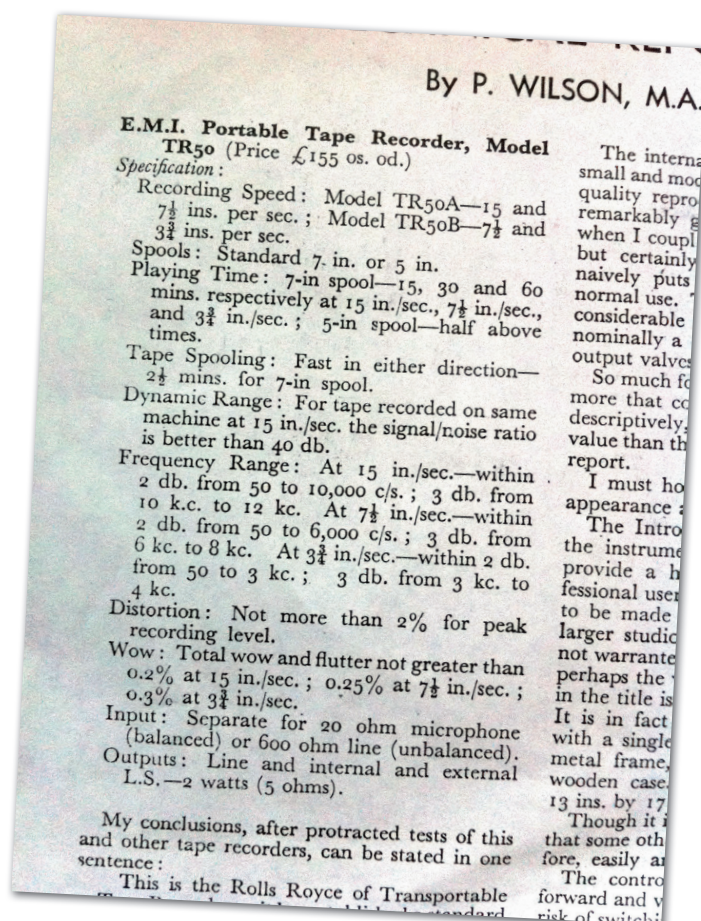 By P. WILSON, M.A.
E.M.I. Portable Tape Recorder, Model
TR50 (Price £155 0s. 0d.)
Specification:
Recording Speed: Model TR50A—15 and
7½ ins. per sec.; Model TR50B—7½ and
3¾ ins. per sec.
Spools: Standard 7 in. or 5 in.
Playing Time: 7-in spool—15, 30 and 60
mins. respectively at 15 in./sec., 7½ in./sec.,
and 3¾ in./sec.; 5-in spool—half above
times.
Tape Spooling: Fast in either direction—
2½ mins. for 7-in spool.
Dynamic Range: For tape recorded on same
machine at 15 in./sec. the signal/noise ratio
is better than 40 db.
Frequency Range: At 15 in./sec.—within
2 db. from 50 to 10,000 c/s.; 3 db. from
10 k.c. to 12 kc. At 7½ in./sec.—within
2 db. from 50 to 6,000 c/s.; 3 db. from
6 kc. to 8 kc. At 3¾ in./sec.—within 2 db.
from 50 to 3 kc.; 3 db. from 3 kc. to
4 kc.
Distortion: Not more than 2% for peak
recording level.
Wow: Total wow and flutter not greater than
0.2% at 15 in./sec.; 0.25% at 7½ in./sec.;
0.3% at 3¾ in./sec.
Input: Separate for 20 ohm microphone
(balanced) or 600 ohm line (unbalanced).
Outputs: Line and internal and external
L.S.—2 watts (5 ohms).
My conclusions, after protracted tests of this
and other tape recorders, can be stated in one
sentence:
This is the Rolls Royce of Transportable
The interna
small and mod
quality repro
remarkably g
when I coupl
but certainly
naively puts
normal use.
considerable
nominally a
output valves
So much fo
more that co
descriptively,
value than th
report.
I must ho
appearance
The Intro
the instrume
provide a h
fessional user
to be made
larger studio
not warrante
perhaps the
in the title is
It is in fact
with a single
metal frame,
wooden case.
13 ins. by 17
Though it i
that some oth
fore, easily a
The contro
forward and v
risk of switchi